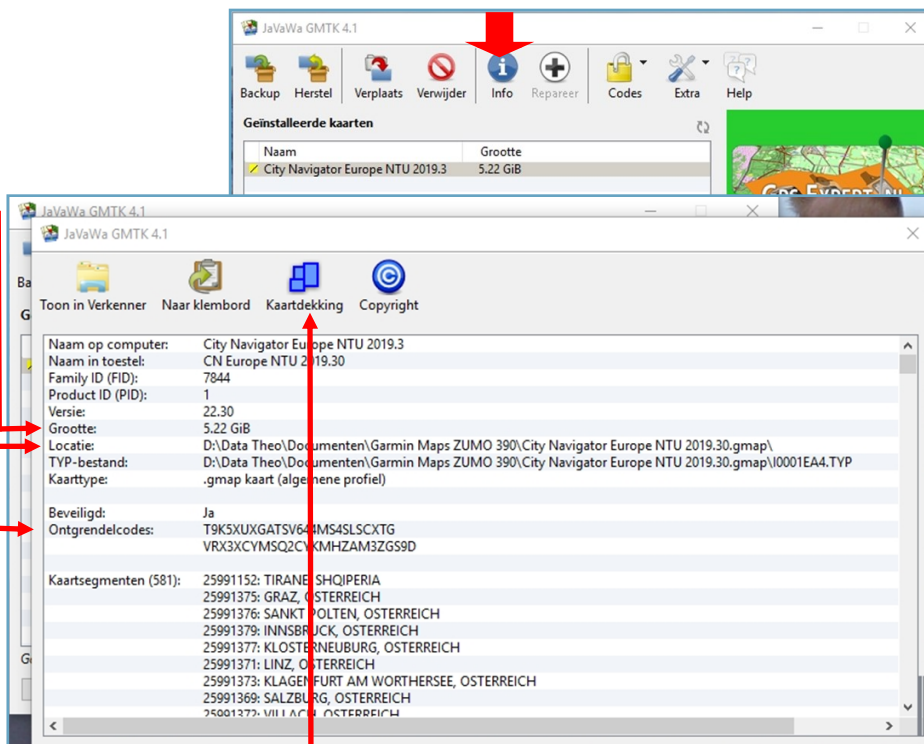 JaVaWa GMTK 4.1
Backup Herstel Verplaats Verwijder Info Repareer Codes Extra Help
Geïnstalleerde kaarten
Naam Grootte
City Navigator Europe NTU 2019.3 5.22 GiB
GPS EXPERT.NL
JaVaWa GMTK 4.1
JaVaWa GMTK 4.1
Ba
G
Toon in Verkenner Naar klembord Kaartdekking Copyright
Naam op computer: City Navigator Europe NTU 2019.3
Naam in toestel: CN Europe NTU 2019.30
Family ID (FID): 7844
Product ID (PID): 1
Versie: 22.30
Grootte: 5.22 GiB
Locatie: D:\Data Theo\Documenten\Garmin Maps ZUMO 390\City Navigator Europe NTU 2019.30.gmap\
TYP-bestand: D:\Data Theo\Documenten\Garmin Maps ZUMO 390\City Navigator Europe NTU 2019.30.gmap\I0001EA4.TYP
Kaarttype: .gmap kaart (algemene profiel)
Beveiligd: Ja
Ontgrendelcodes:
Kaartsegmenten (581): 25991152: TIRANE, SHQIPERIA
25991375: GRAZ, OSTERREICH
25991376: SANKT POLTEN, OSTERREICH
25991379: INNSBRUCK, OSTERREICH
25991377: KLOSTERNEUBURG, OSTERREICH
25991371: LINZ, OSTERREICH
25991373: KLAGENFURT AM WORTHERSEE, OSTERREICH
25991369: SALZBURG, OSTERREICH
25991372: VILLACH, OSTERREICH